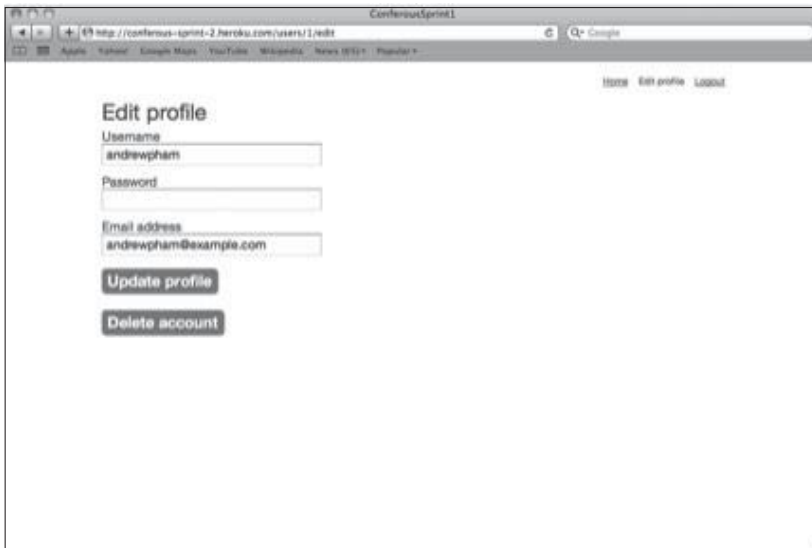 ConferousSprint1
http://conferous-sprint-2.heroku.com/users/1/edit
Google
Apple Yahoo! Google Maps YouTube Wikipedia News Popular
Home Edit profile Logout
Edit profile
Username
andrewpham
Password
Email address
andrewpham@example.com
Update profile
Delete account